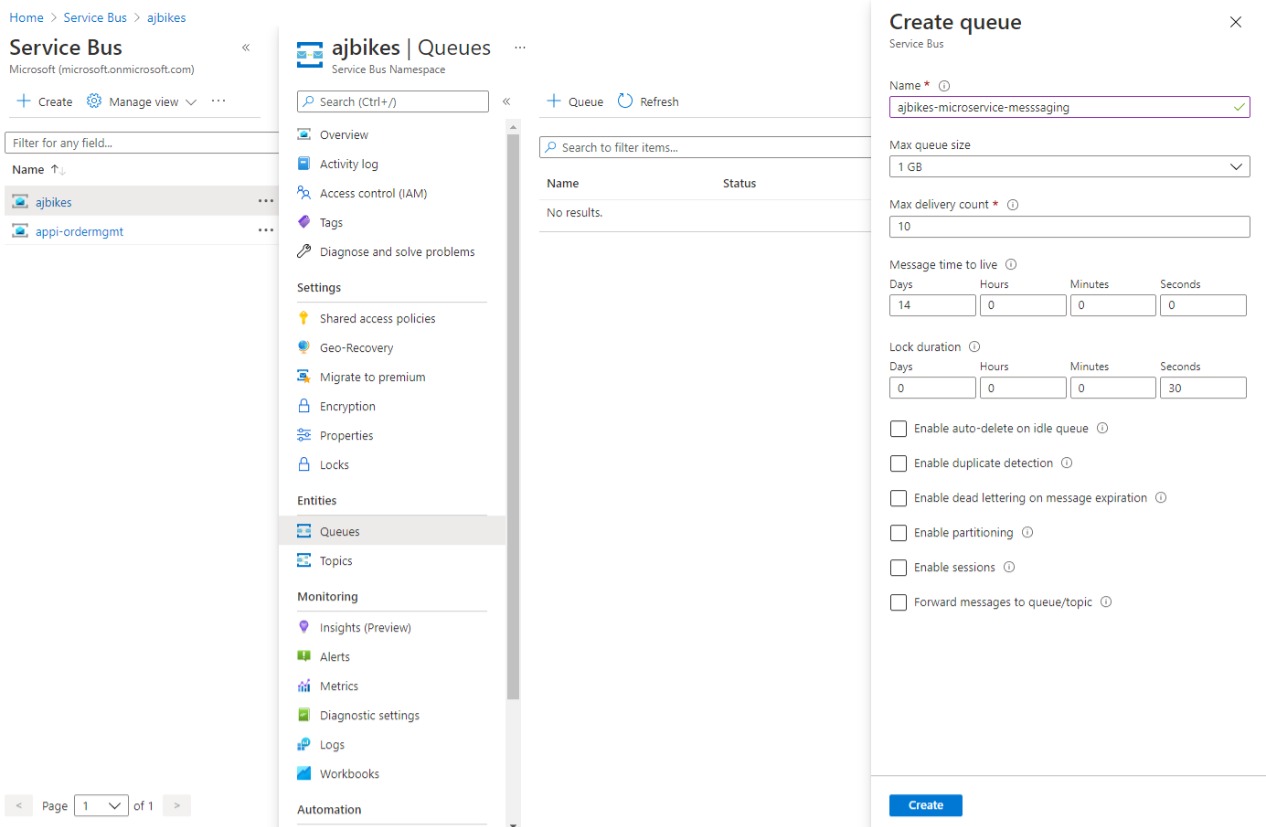 Home > Service Bus > ajbikes
Service Bus «
Microsoft (microsoft.onmicrosoft.com)
+ Create Manage view ...
Filter for any field...
Name ↑↓
ajbikes ...
appi-ordermgmt ...
< Page 1 of 1 >
ajbikes | Queues ...
Service Bus Namespace
Search (Ctrl+/) «
Overview
Activity log
Access control (IAM)
Tags
Diagnose and solve problems
Settings
Shared access policies
Geo-Recovery
Migrate to premium
Encryption
Properties
Locks
Entities
Queues
Topics
Monitoring
Insights (Preview)
Alerts
Metrics
Diagnostic settings
Logs
Workbooks
Automation
+ Queue Refresh
Search to filter items...
Name Status
No results.
Create queue
Service Bus
Name *
ajbikes-microservice-messsaging
Max queue size
1 GB
Max delivery count *
10
Message time to live
Days Hours Minutes Seconds
14 0 0 0
Lock duration
Days Hours Minutes Seconds
0 0 0 30
Enable auto-delete on idle queue
Enable duplicate detection
Enable dead lettering on message expiration
Enable partitioning
Enable sessions
Forward messages to queue/topic
Create